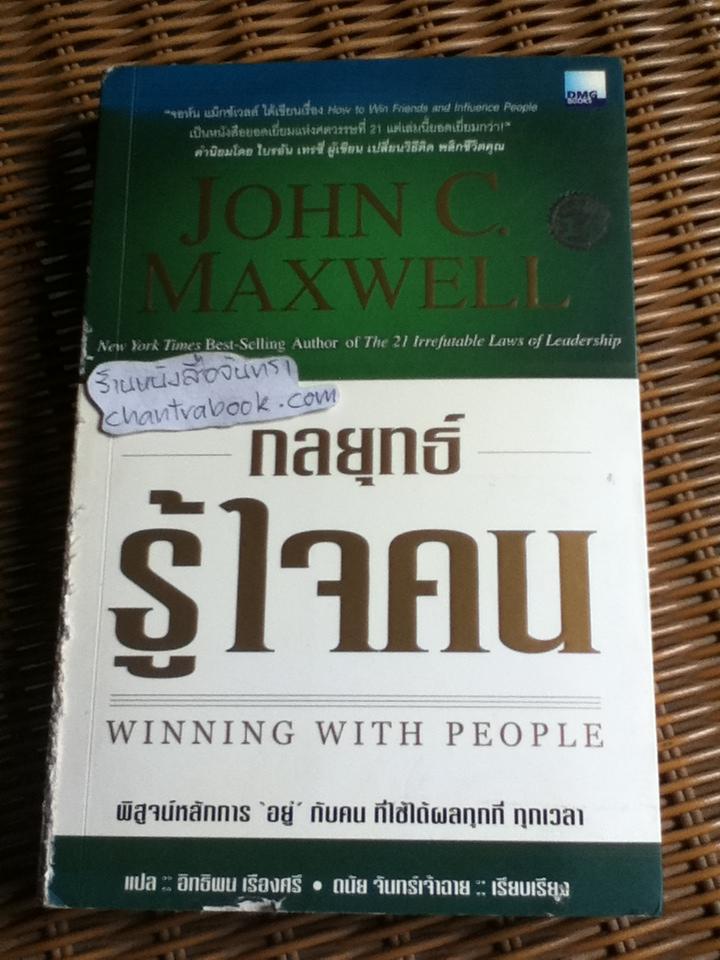 DMG
BOOKS
"จอห์น แม็กซ์เวลล์ ได้เขียนเรื่อง How to Win Friends and Influence People
เป็นหนังสือยอดเยี่ยมแห่งศตวรรษที่ 21 แต่เล่มนี้ยอดเยี่ยมกว่า!"
คำนิยมโดย ไบรอัน เทรซี่ ผู้เขียน เปลี่ยนวิธีคิด พลิกชีวิตคุณ
JOHN C.
MAXWELL
New York Times Best-Selling Author of The 21 Irrefutable Laws of Leadership
ร้านหนังสือจันทรา
chantrabook.com
กลยุทธ์
รู้ใจคน
WINNING WITH PEOPLE
พิสูจน์หลักการ 'อยู่' กับคน ที่ใช้ได้ผลทุกที่ ทุกเวลา
แปล :: อิทธิพน เรืองศรี • ดนัย จันทร์เจ้าฉาย :: เรียบเรียง